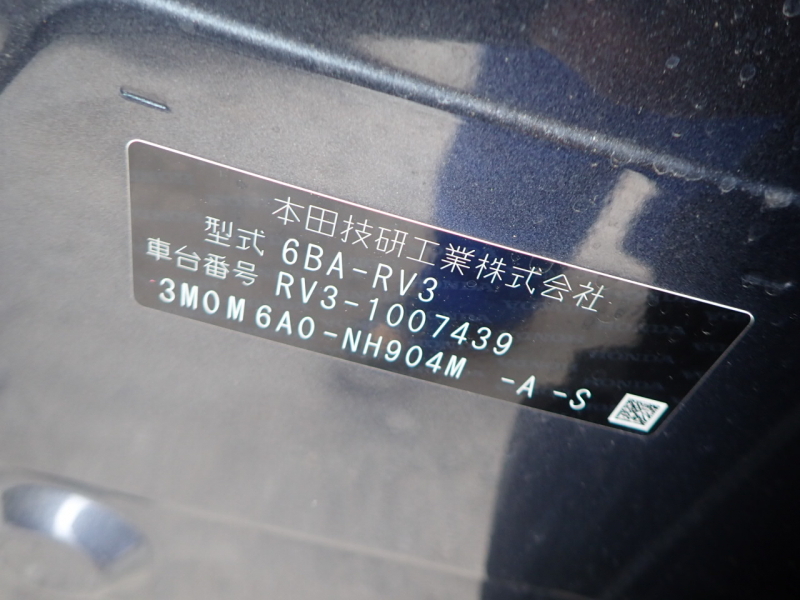 本田技研工業株式会社
型式 6BA-RV3
車台番号 RV3-1007439
3M0M6A0-NH904M -A -S